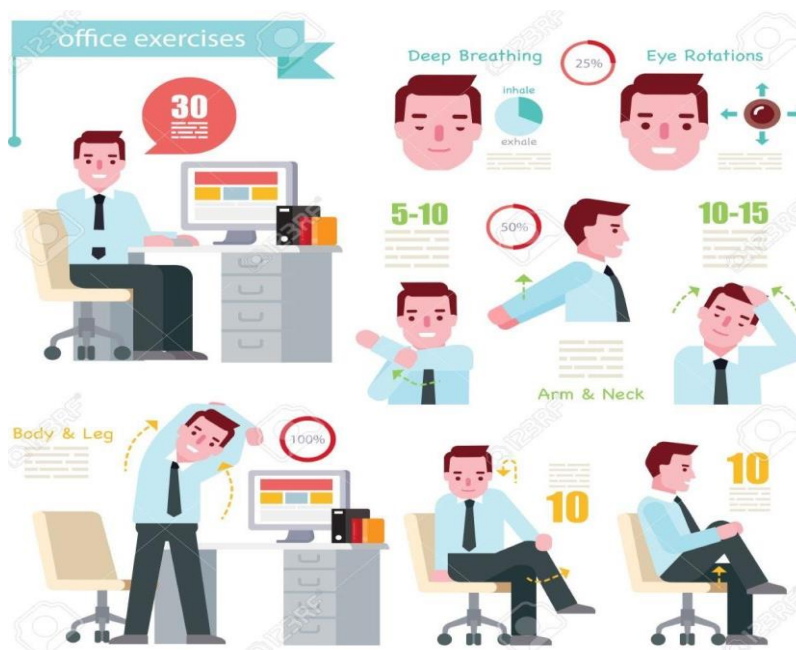 office exercises
30
Deep Breathing
25%
Eye Rotations
inhale
exhale
5-10
50%
10-15
Arm & Neck
Body & Leg
100%
10
10
123RF